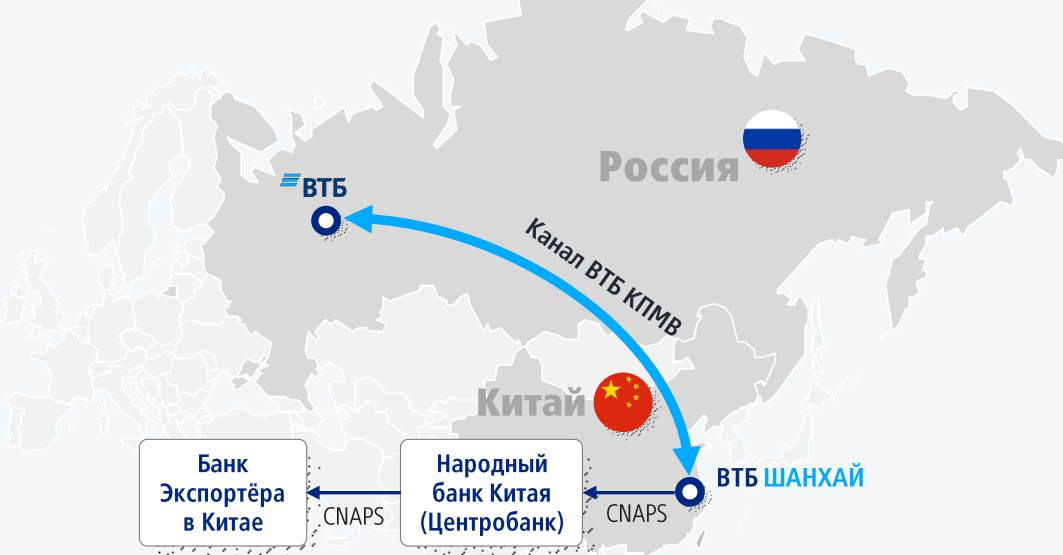 Россия
ВТБ
Канал ВТБ КПМВ
Китай
Банк
Экспортёра
в Китае
CNAPS
Народный
банк Китая
(Центробанк)
CNAPS
ВТБ ШАНХАЙ